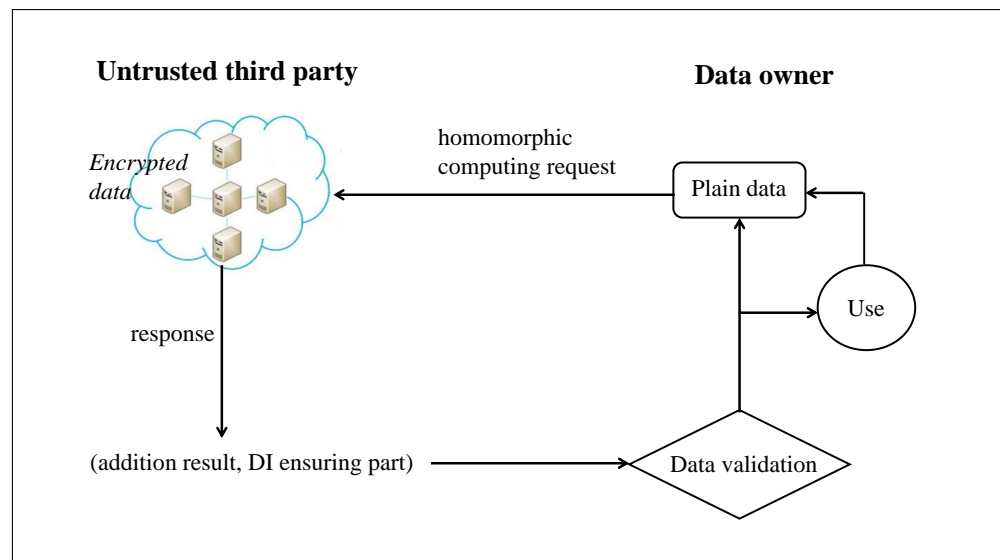 Untrusted third party
Data owner
Encrypted
data
homomorphic
computing request
Plain data
Use
response
(addition result, DI ensuring part)
Data validation